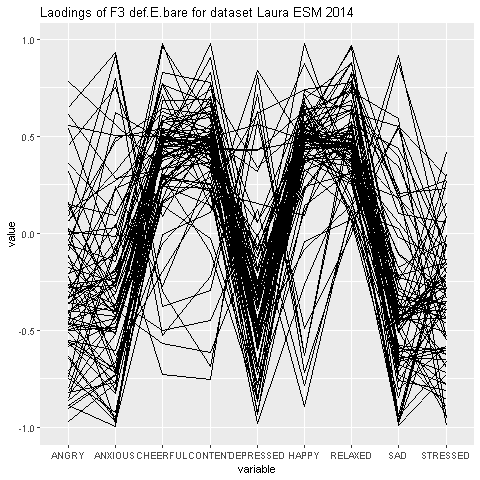 Laodings of F3 def.E.bare for dataset Laura ESM 2014
1.0
0.5
0.0
-0.5
-1.0
value
ANGRY ANXIOUS CHEERFUL CONTENT DEPRESSED HAPPY RELAXED SAD STRESSED
variable